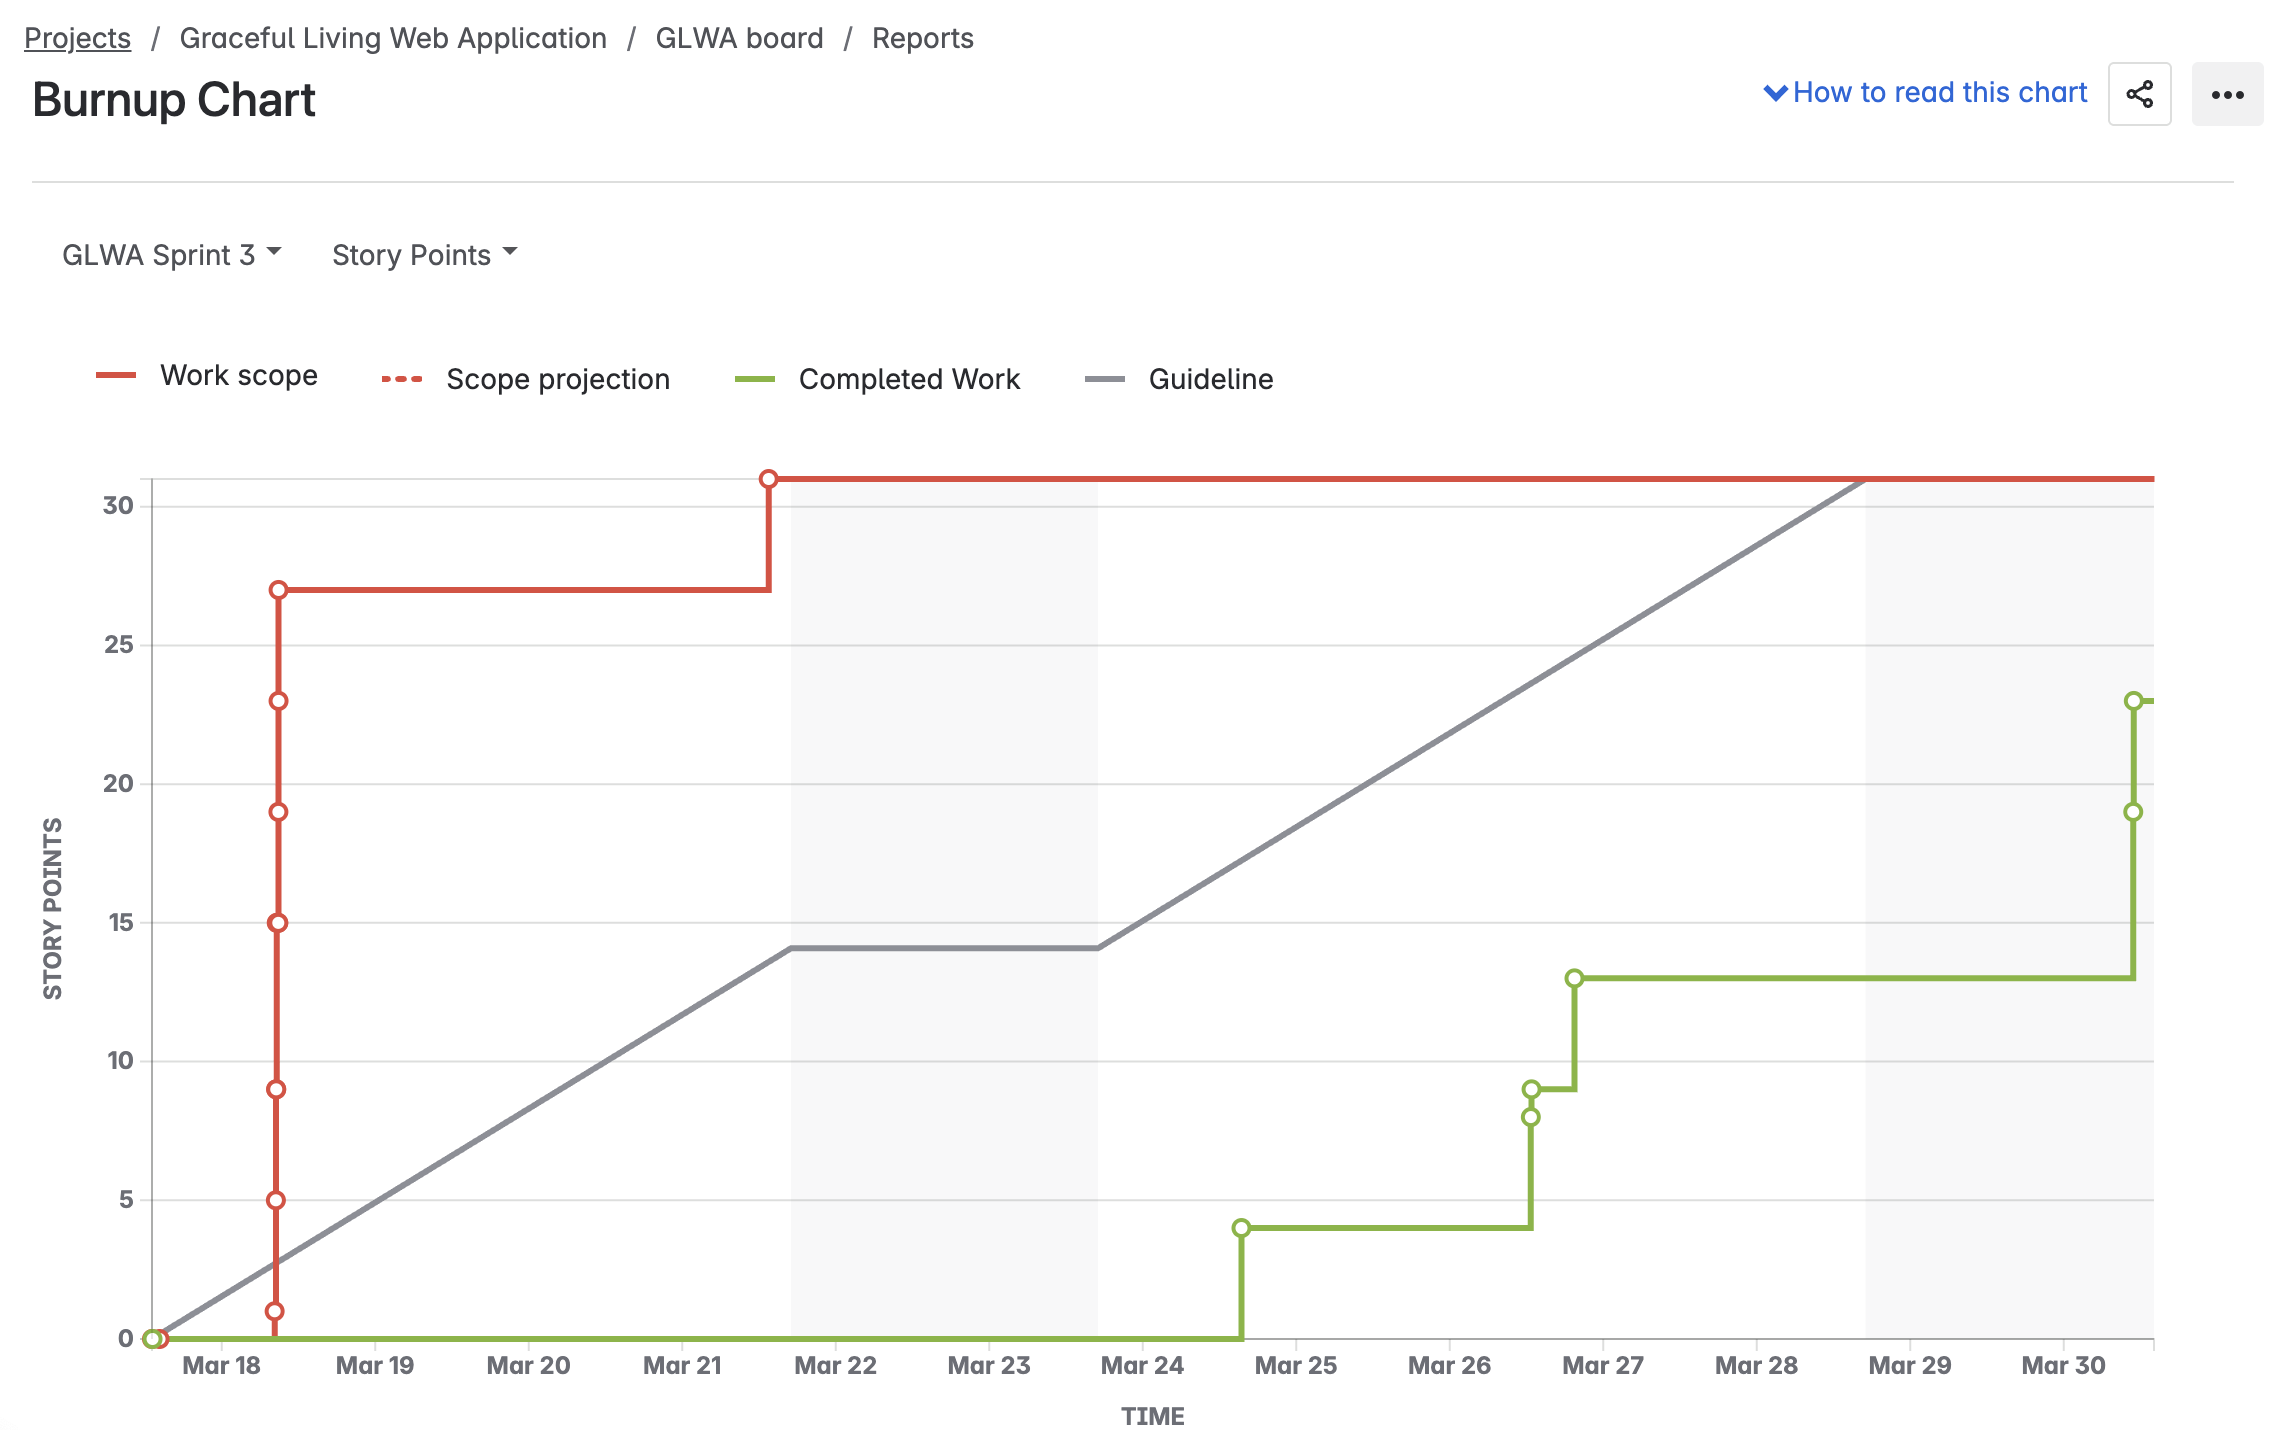 Projects / Graceful Living Web Application / GLWA board / Reports
Burnup Chart
How to read this chart
GLWA Sprint 3
Story Points
Work scope
Scope projection
Completed Work
Guideline
30
25
20
15
10
5
0
STORY POINTS
Mar 18
Mar 19
Mar 20
Mar 21
Mar 22
Mar 23
Mar 24
Mar 25
Mar 26
Mar 27
Mar 28
Mar 29
Mar 30
TIME